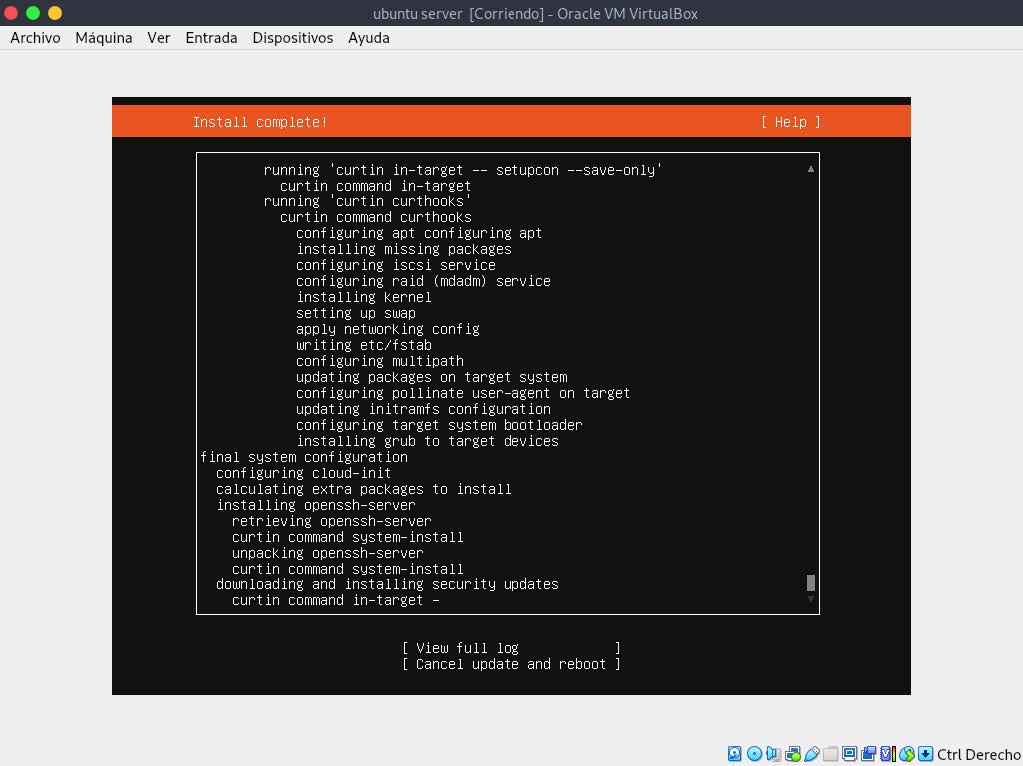 ubuntu server [Corriendo] - Oracle VM VirtualBox
Archivo Máquina Ver Entrada Dispositivos Ayuda
Install complete! [ Help ]
running 'curtin in-target -- setupcon --save-only'
curtin command in-target
running 'curtin curthooks'
curtin command curthooks
configuring apt configuring apt
installing missing packages
configuring iscsi service
configuring raid (mdadm) service
installing kernel
setting up swap
apply networking config
writing etc/fstab
configuring multipath
updating packages on target system
configuring pollinate user-agent on target
updating initramfs configuration
configuring target system bootloader
installing grub to target devices
final system configuration
configuring cloud-init
calculating extra packages to install
installing openssh-server
retrieving openssh-server
curtin command system-install
unpacking openssh-server
curtin command system-install
downloading and installing security updates
curtin command in-target -
[ View full log ]
[ Cancel update and reboot ]
Ctrl Derecho